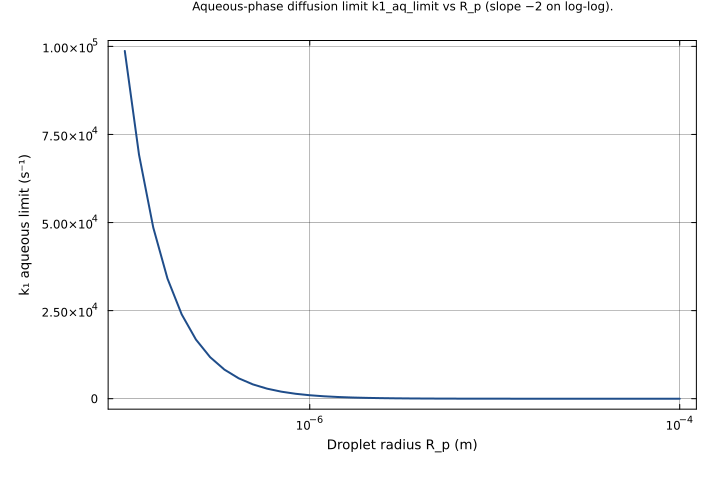 Aqueous-phase diffusion limit k1_aq_limit vs R_p (slope −2 on log-log).
1.00×10⁵
7.50×10⁴
5.00×10⁴
2.50×10⁴
0
k₁ aqueous limit (s⁻¹)
10⁻⁶
10⁻⁴
Droplet radius R_p (m)